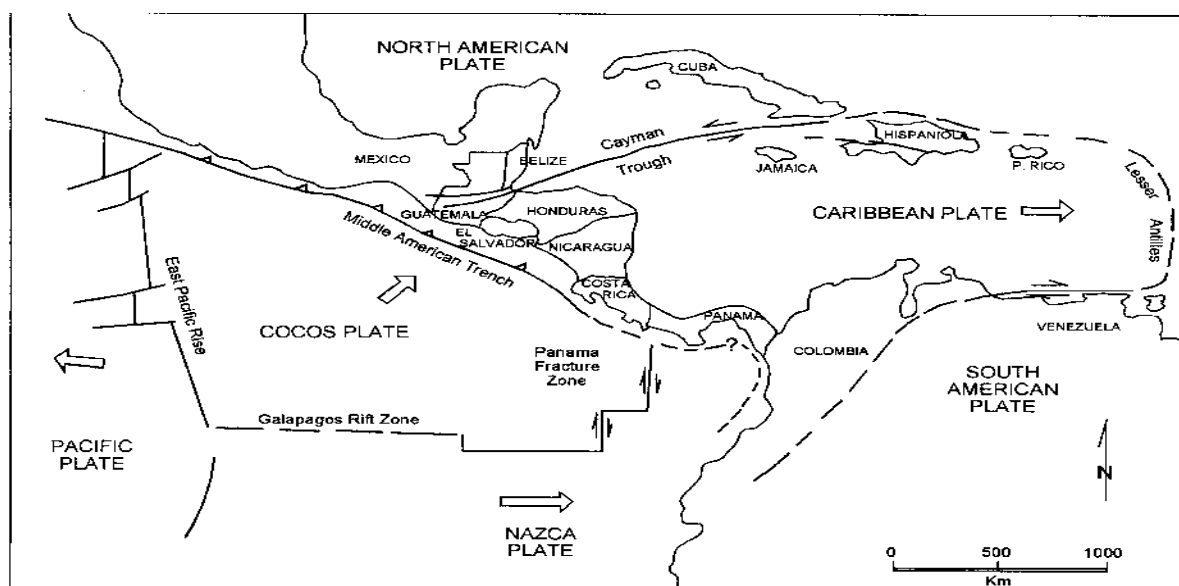 NORTH AMERICAN
PLATE
CUBA
MEXICO
BELIZE
Cayman
Trough
HISPANIOLA
JAMAICA
P. RICO
Lesser
Antilles
GUATEMALA
HONDURAS
EL
SALVADOR
NICARAGUA
CARIBBEAN PLATE
Middle American Trench
COSTA
RICA
East Pacific Rise
COCOS PLATE
PANAMA
?
Panama
Fracture
Zone
COLOMBIA
VENEZUELA
SOUTH
AMERICAN
PLATE
Galapagos Rift Zone
PACIFIC
PLATE
N
NAZCA
PLATE
0 500 1000
Km